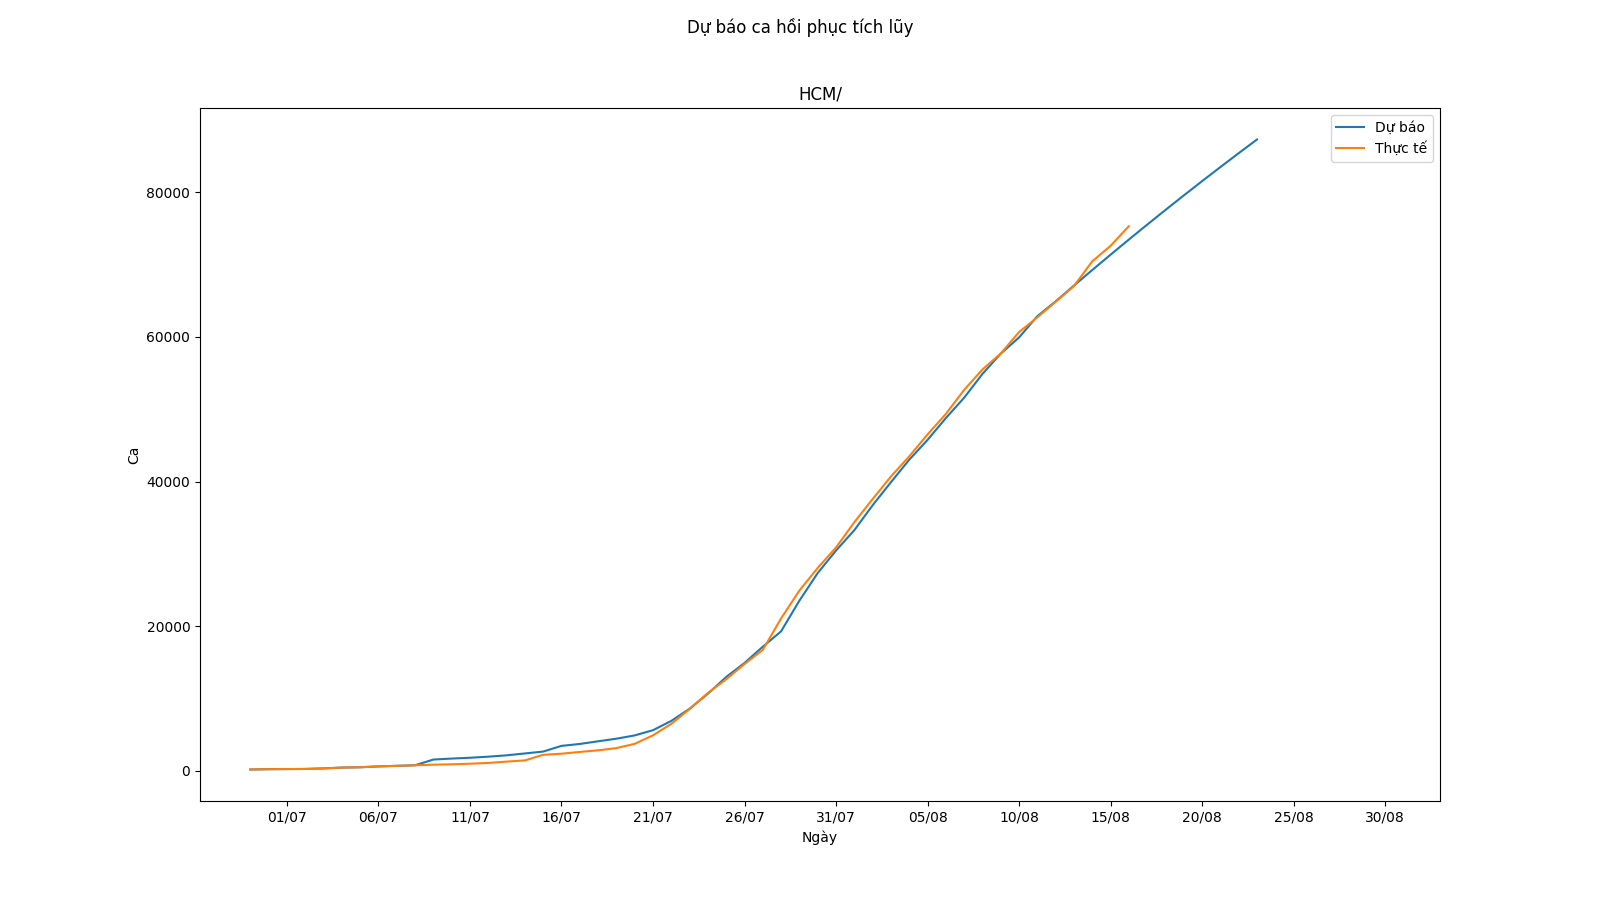 Dự báo ca hồi phục tích lũy
HCM/
Dự báo
Thực tế
80000
60000
40000
20000
0
Ca
01/07 06/07 11/07 16/07 21/07 26/07 31/07 05/08 10/08 15/08 20/08 25/08 30/08
Ngày